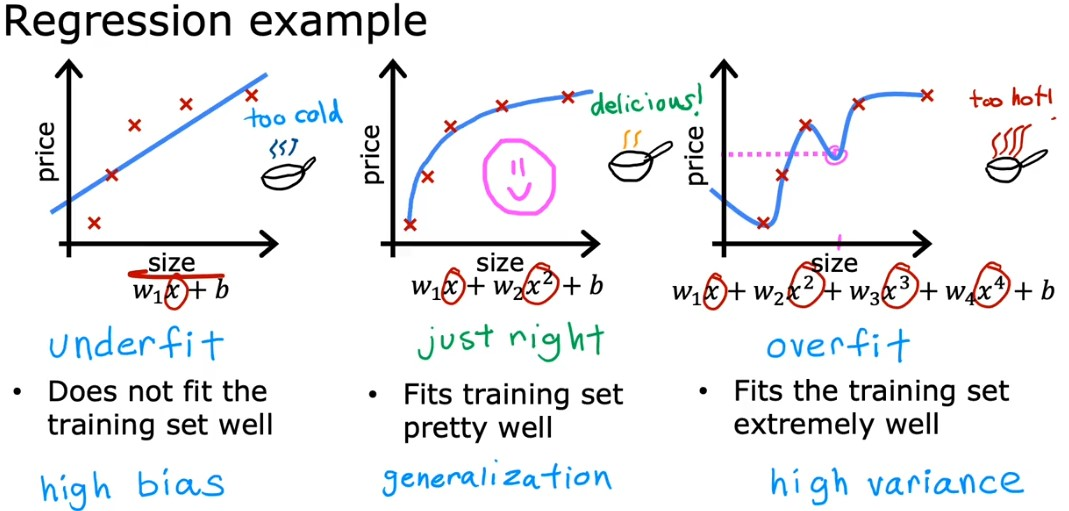 Regression example
price
too cold
size
w₁x + b
underfit
• Does not fit the
training set well
high bias
price
delicious!
size
w₁x + w₂x² + b
just right
• Fits training set
pretty well
generalization
price
too hot!
size
w₁x + w₂x² + w₃x³ + w₄x⁴ + b
overfit
• Fits the training set
extremely well
high variance